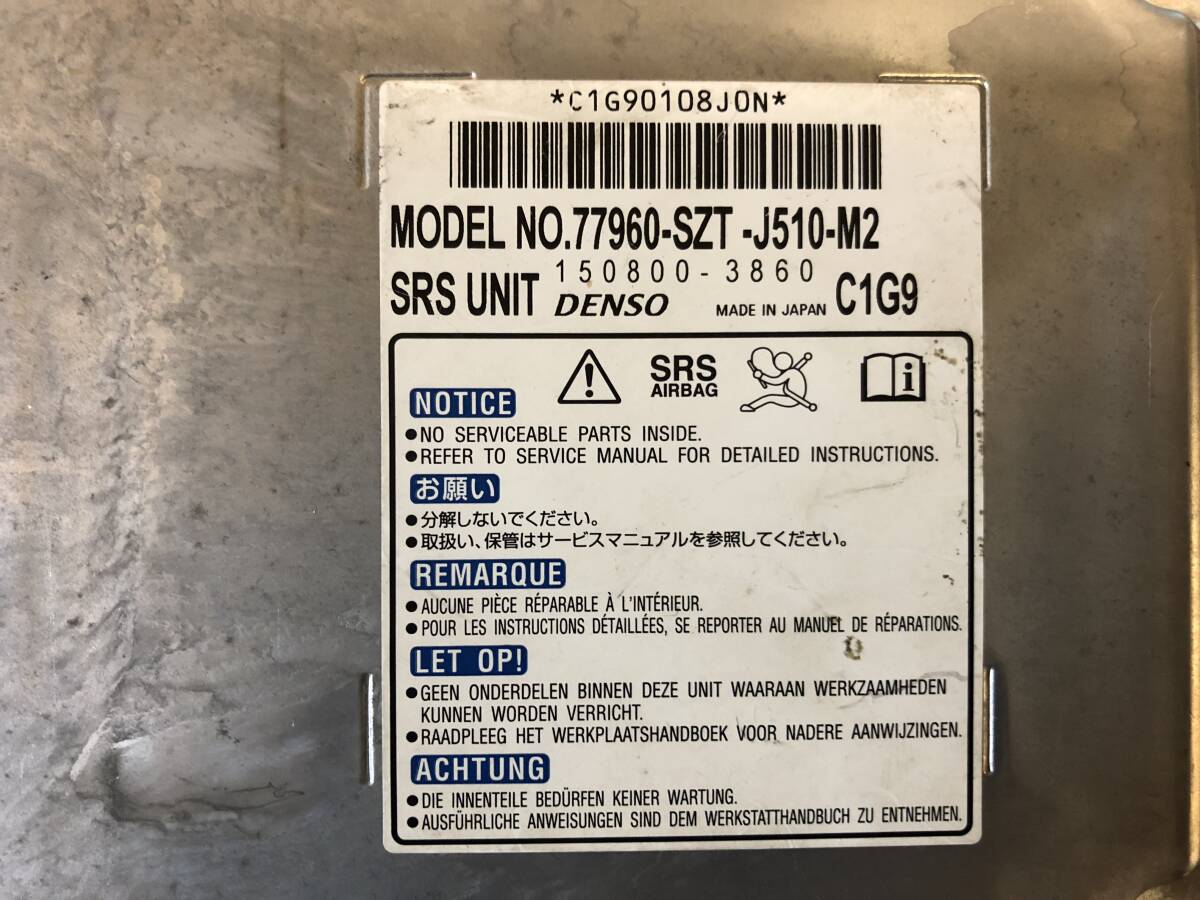 *C1G90108J0N*
MODEL NO.77960-SZT -J510-M2
150800-3860
SRS UNIT DENSO MADE IN JAPAN C1G9
SRS
AIRBAG
i
NOTICE
●NO SERVICEABLE PARTS INSIDE.
●REFER TO SERVICE MANUAL FOR DETAILED INSTRUCTIONS.
お願い
●分解しないでください。
●取扱い、保管はサービスマニュアルを参照してください。
REMARQUE
●AUCUNE PIÈCE RÉPARABLE À L'INTÉRIEUR.
●POUR LES INSTRUCTIONS DÉTAILLÉES, SE REPORTER AU MANUEL DE RÉPARATIONS.
LET OP!
●GEEN ONDERDELEN BINNEN DEZE UNIT WAARAAN WERKZAAMHEDEN
KUNNEN WORDEN VERRICHT.
●RAADPLEEG HET WERKPLAATSHANDBOEK VOOR NADERE AANWIJZINGEN.
ACHTUNG
●DIE INNENTEILE BEDÜRFEN KEINER WARTUNG.
●AUSFÜHRLICHE ANWEISUNGEN SIND DEM WERKSTATTHANDBUCH ZU ENTNEHMEN.